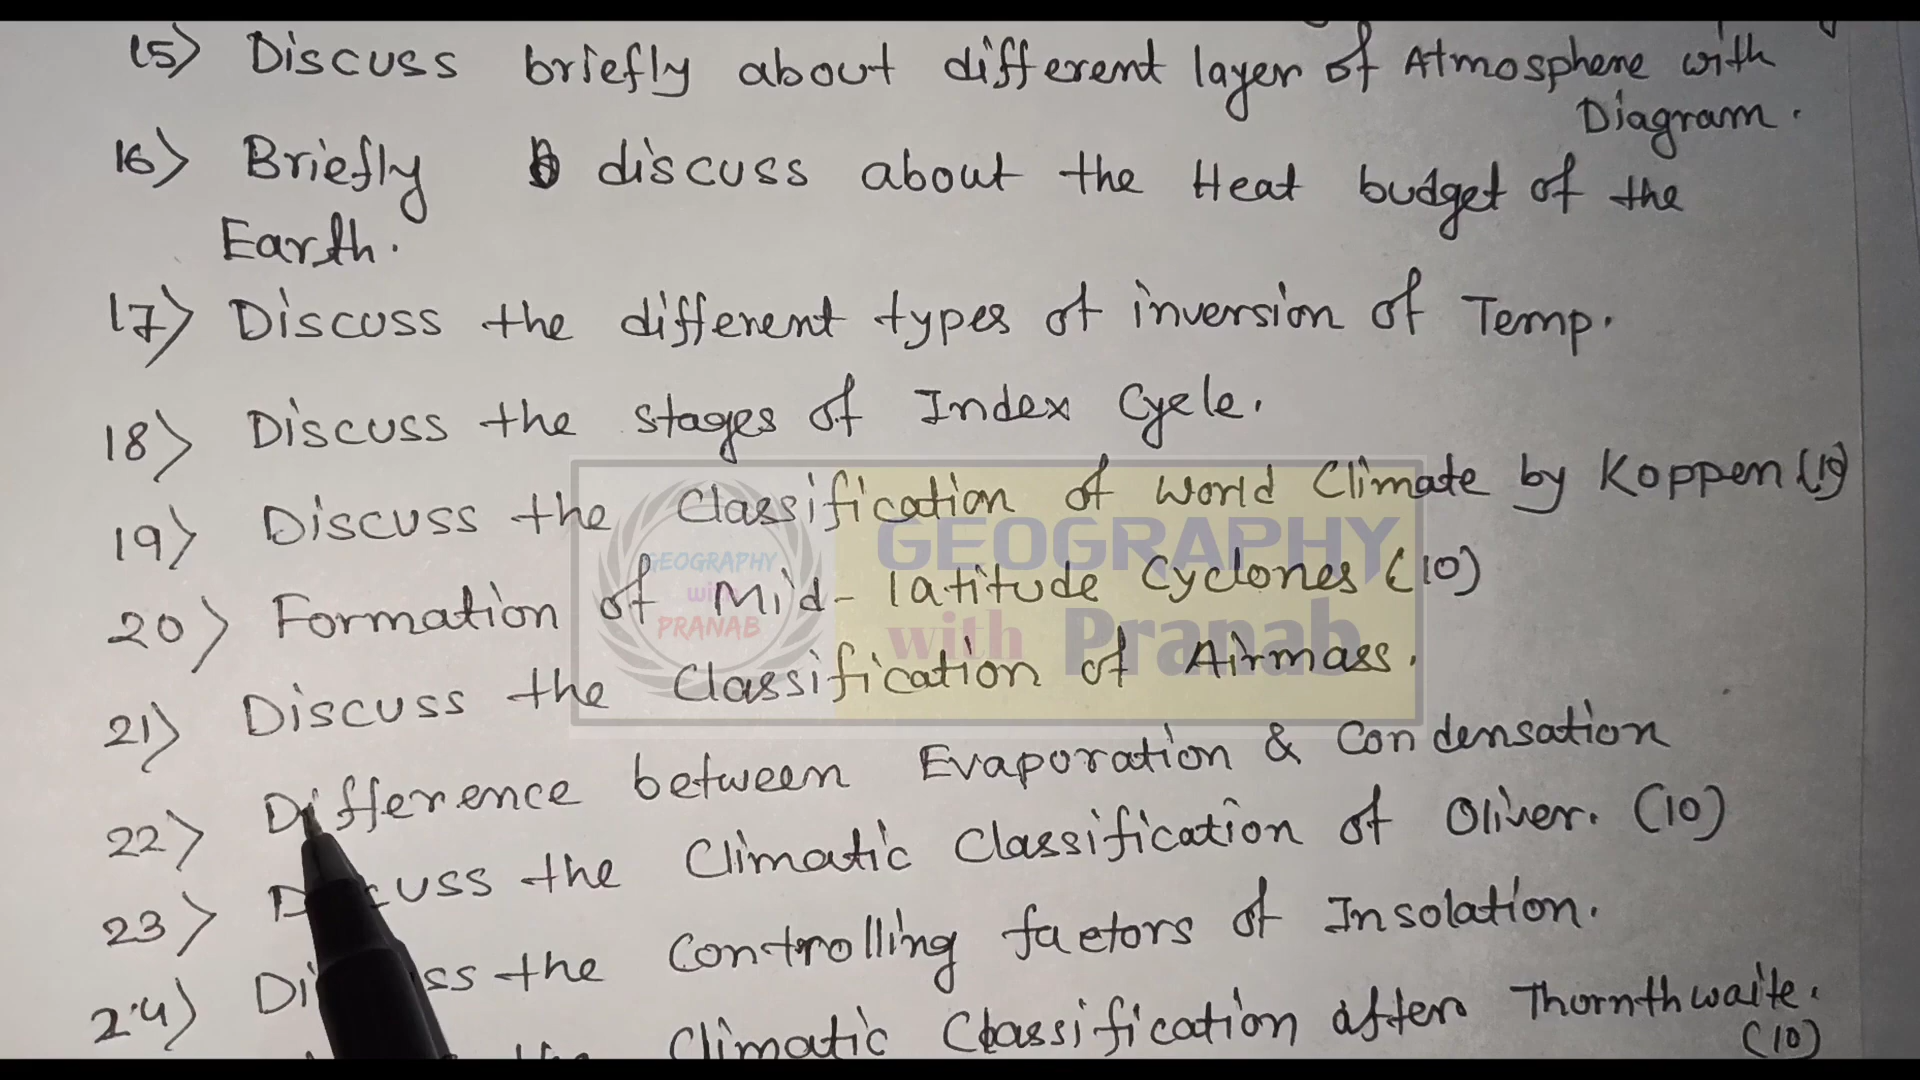 15) Discuss briefly about different layer of Atmosphere with
Diagram.
16) Briefly discuss about the Heat budget of the
Earth.
17) Discuss the different types of inversion of Temp.
18) Discuss the stages of Index Cycle.
19) Discuss the Classification of World Climate by Koppen (10)
20) Formation of Mid-latitude Cyclones (10)
21) Discuss the Classification of Airmass.
22) Difference between Evaporation & Condensation
23) the Climatic Classification of Oliver. (10)
24) the Controlling factors of Insolation.
Climatic Classification after Thornthwaite.
(10)
GEOGRAPHY
with
PRANAB
GEOGRAPHY
with Pranab